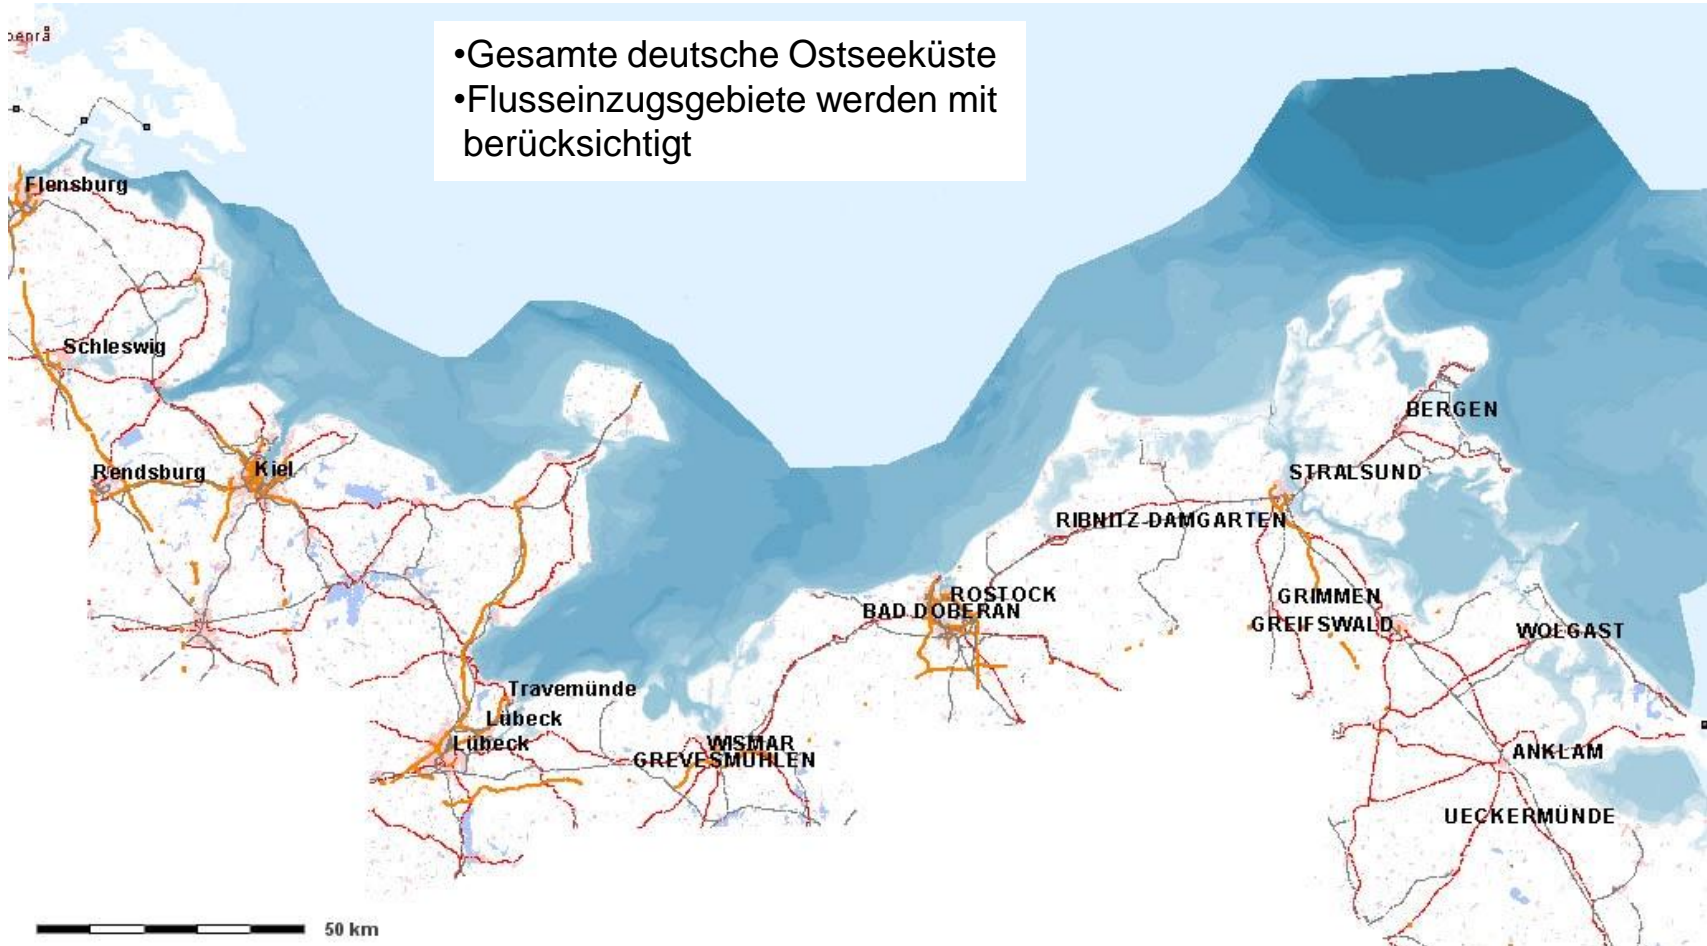 •Gesamte deutsche Ostseeküste
•Flusseinzugsgebiete werden mit
berücksichtigt
Flensburg
Schleswig
Rendsburg
Kiel
BERGEN
STRALSUND
RIBNITZ-DAMGARTEN
ROSTOCK
BAD DOBERAN
GRIMMEN
GREIFSWALD
WOLGAST
Travemünde
Lübeck
Lübeck
WISMAR
GREVESMÜHLEN
ANKLAM
UECKERMÜNDE
50 km